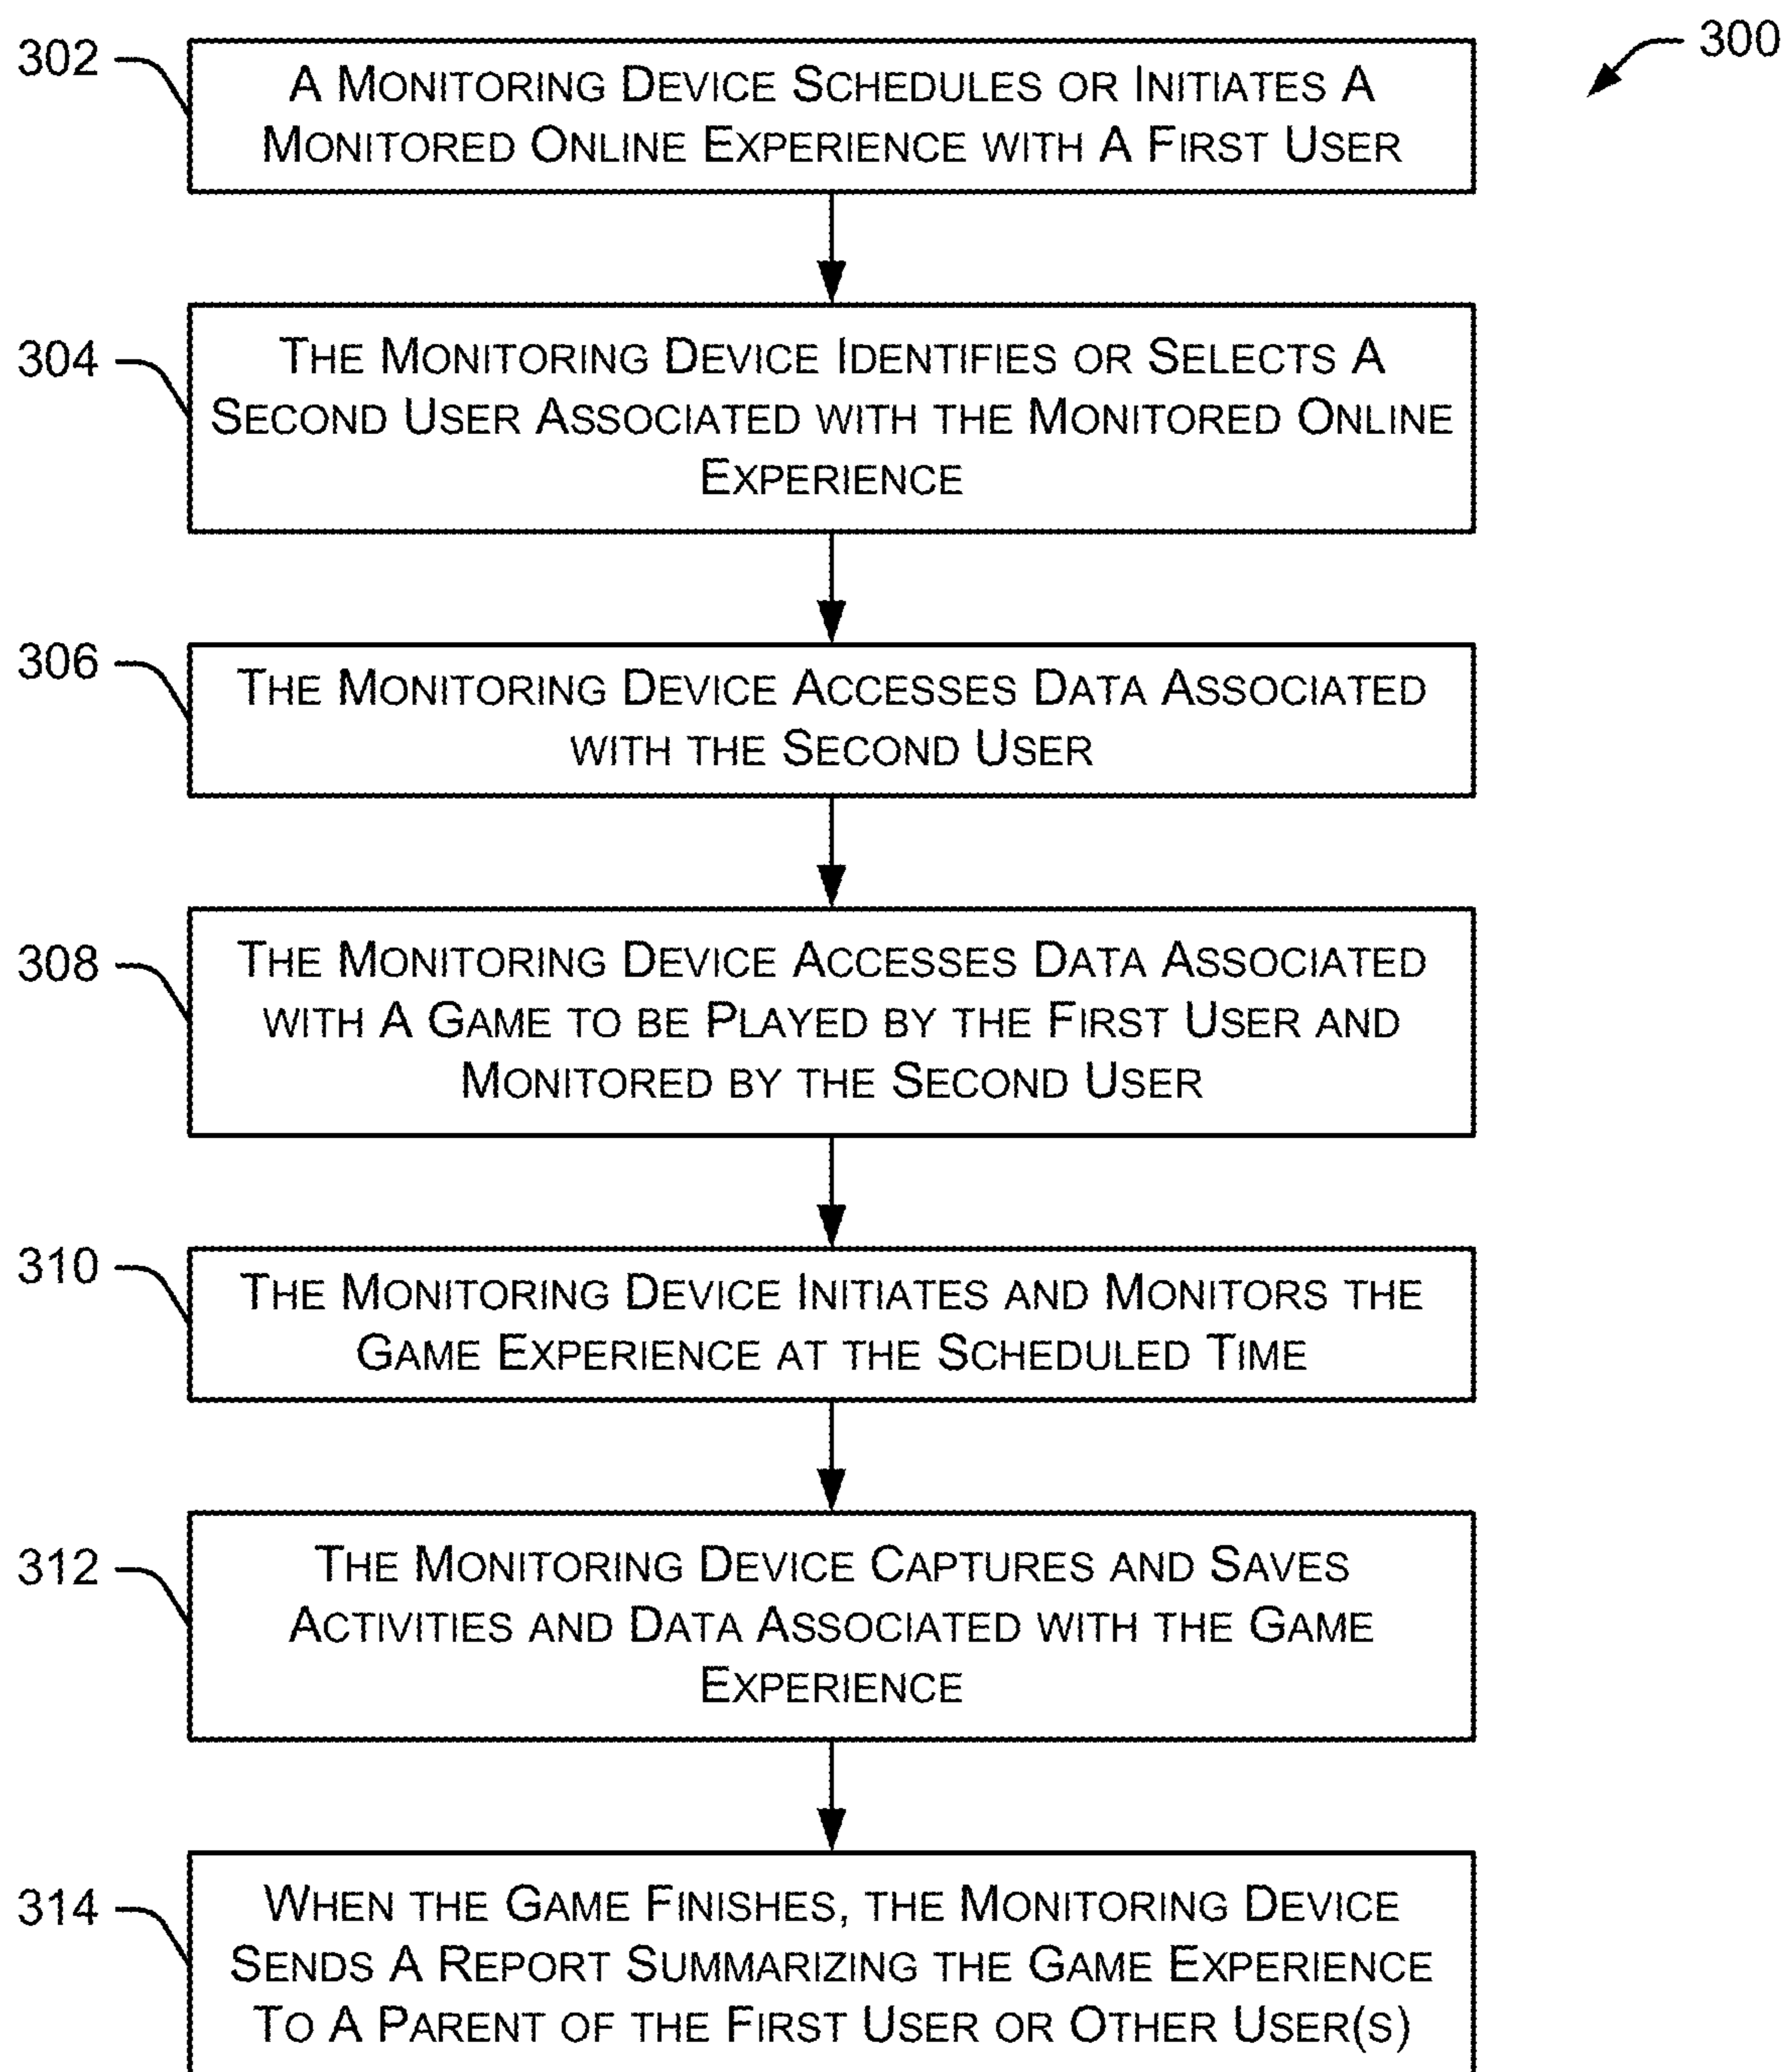 300
302
A MONITORING DEVICE SCHEDULES OR INITIATES A
MONITORED ONLINE EXPERIENCE WITH A FIRST USER
304
THE MONITORING DEVICE IDENTIFIES OR SELECTS A
SECOND USER ASSOCIATED WITH THE MONITORED ONLINE
EXPERIENCE
306
THE MONITORING DEVICE ACCESSES DATA ASSOCIATED
WITH THE SECOND USER
308
THE MONITORING DEVICE ACCESSES DATA ASSOCIATED
WITH A GAME TO BE PLAYED BY THE FIRST USER AND
MONITORED BY THE SECOND USER
310
THE MONITORING DEVICE INITIATES AND MONITORS THE
GAME EXPERIENCE AT THE SCHEDULED TIME
312
THE MONITORING DEVICE CAPTURES AND SAVES
ACTIVITIES AND DATA ASSOCIATED WITH THE GAME
EXPERIENCE
314
WHEN THE GAME FINISHES, THE MONITORING DEVICE
SENDS A REPORT SUMMARIZING THE GAME EXPERIENCE
TO A PARENT OF THE FIRST USER OR OTHER USER(S)